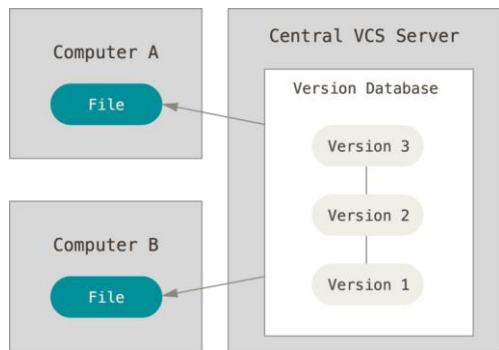 Computer A
File
Computer B
File
Central VCS Server
Version Database
Version 3
Version 2
Version 1